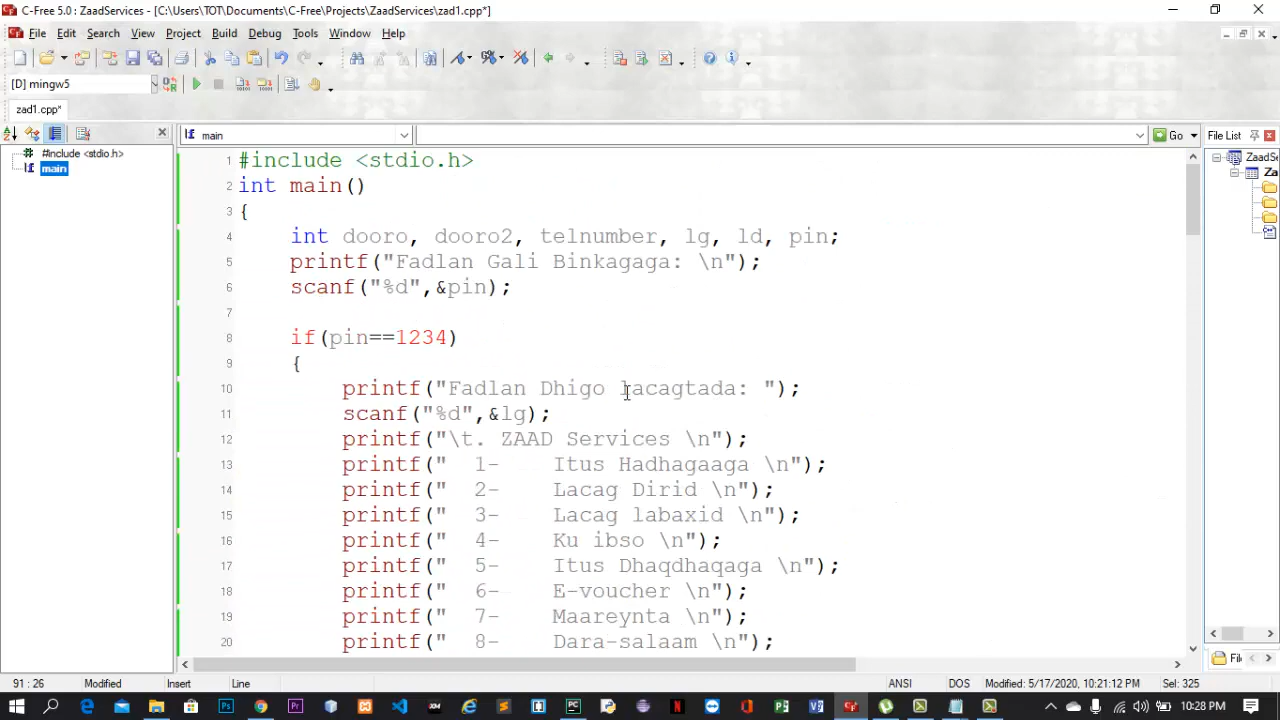 C-Free 5.0 : ZaadServices - [C:\Users\TOT\Documents\C-Free\Projects\ZaadServices\zad1.cpp*]
File Edit Search View Project Build Debug Tools Window Help
[D] mingw5
zad1.cpp*
main
Go
File List
#include <stdio.h>
main
ZaadSe
Za
1 #include <stdio.h>
2 int main()
3 {
4 int dooro, dooro2, telnumber, lg, ld, pin;
5 printf("Fadlan Gali Binkagaga: \n");
6 scanf("%d",&pin);
7
8 if(pin==1234)
9 {
10 printf("Fadlan Dhigo lacagtada: ");
11 scanf("%d",&lg);
12 printf("\t. ZAAD Services \n");
13 printf("  1-    Itus Hadhagaaga \n");
14 printf("  2-    Lacag Dirid \n");
15 printf("  3-    Lacag labaxid \n");
16 printf("  4-    Ku ibso \n");
17 printf("  5-    Itus Dhaqdhaqaga \n");
18 printf("  6-    E-voucher \n");
19 printf("  7-    Maareynta \n");
20 printf("  8-    Dara-salaam \n");
File
91 : 26 Modified Insert Line ANSI DOS Modified: 5/17/2020, 10:21:12 PM Sel: 325
10:28 PM